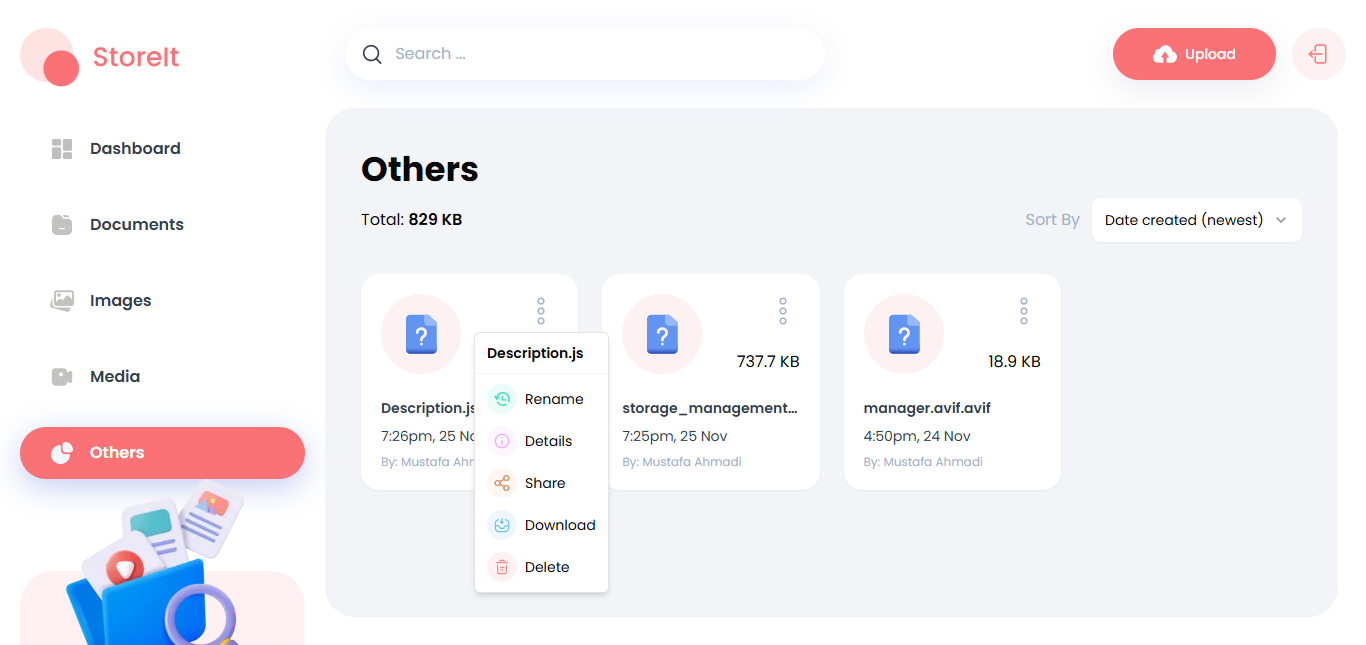 StoreIt
Search ...
Upload
Dashboard
Documents
Images
Media
Others
Others
Total: 829 KB
Sort By
Date created (newest)
Description.js
7:26pm, 25 No
By: Mustafa Ahm
Description.js
Rename
Details
Share
Download
Delete
737.7 KB
storage_management...
7:25pm, 25 Nov
By: Mustafa Ahmadi
18.9 KB
manager.avif.avif
4:50pm, 24 Nov
By: Mustafa Ahmadi